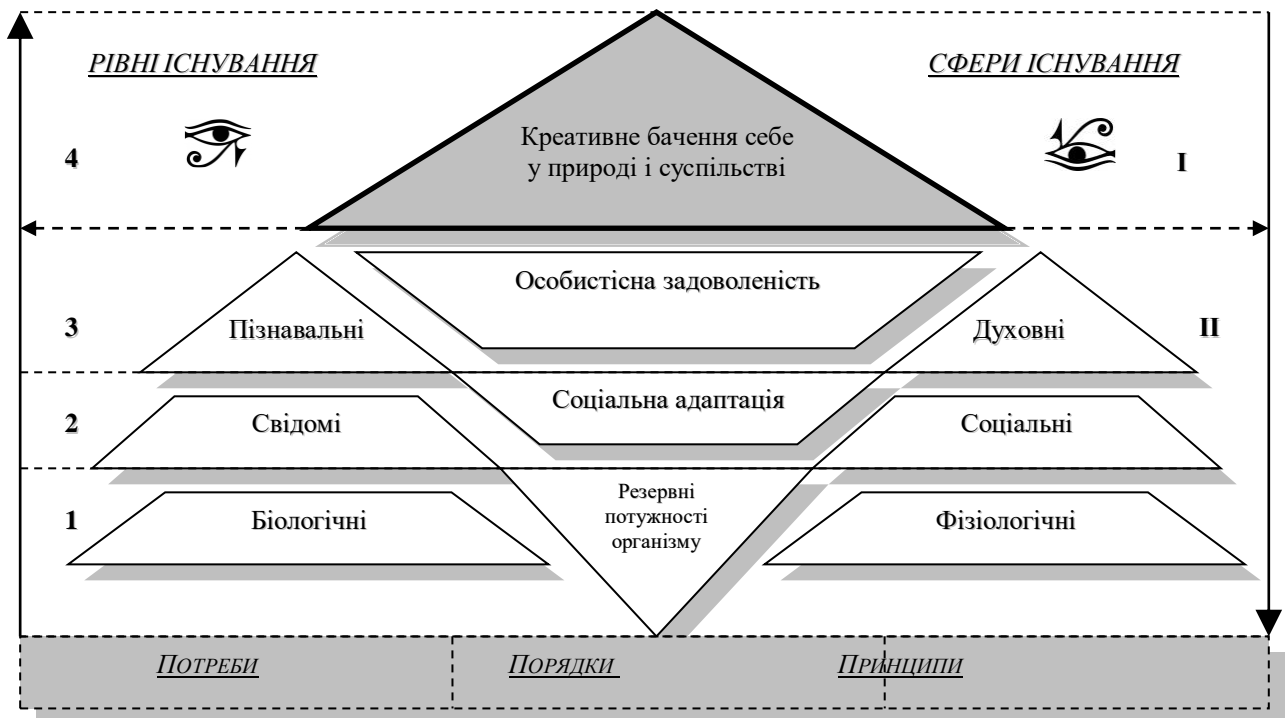 РІВНІ ІСНУВАННЯ
СФЕРИ ІСНУВАННЯ
Креативне бачення себе
у природі і суспільстві
4
I
Особистісна задоволеність
3
Пізнавальні
Духовні
II
Соціальна адаптація
2
Свідомі
Соціальні
Резервні
потужності
організму
1
Біологічні
Фізіологічні
ПОТРЕБИ
ПОРЯДКИ
ПРИНЦИПИ